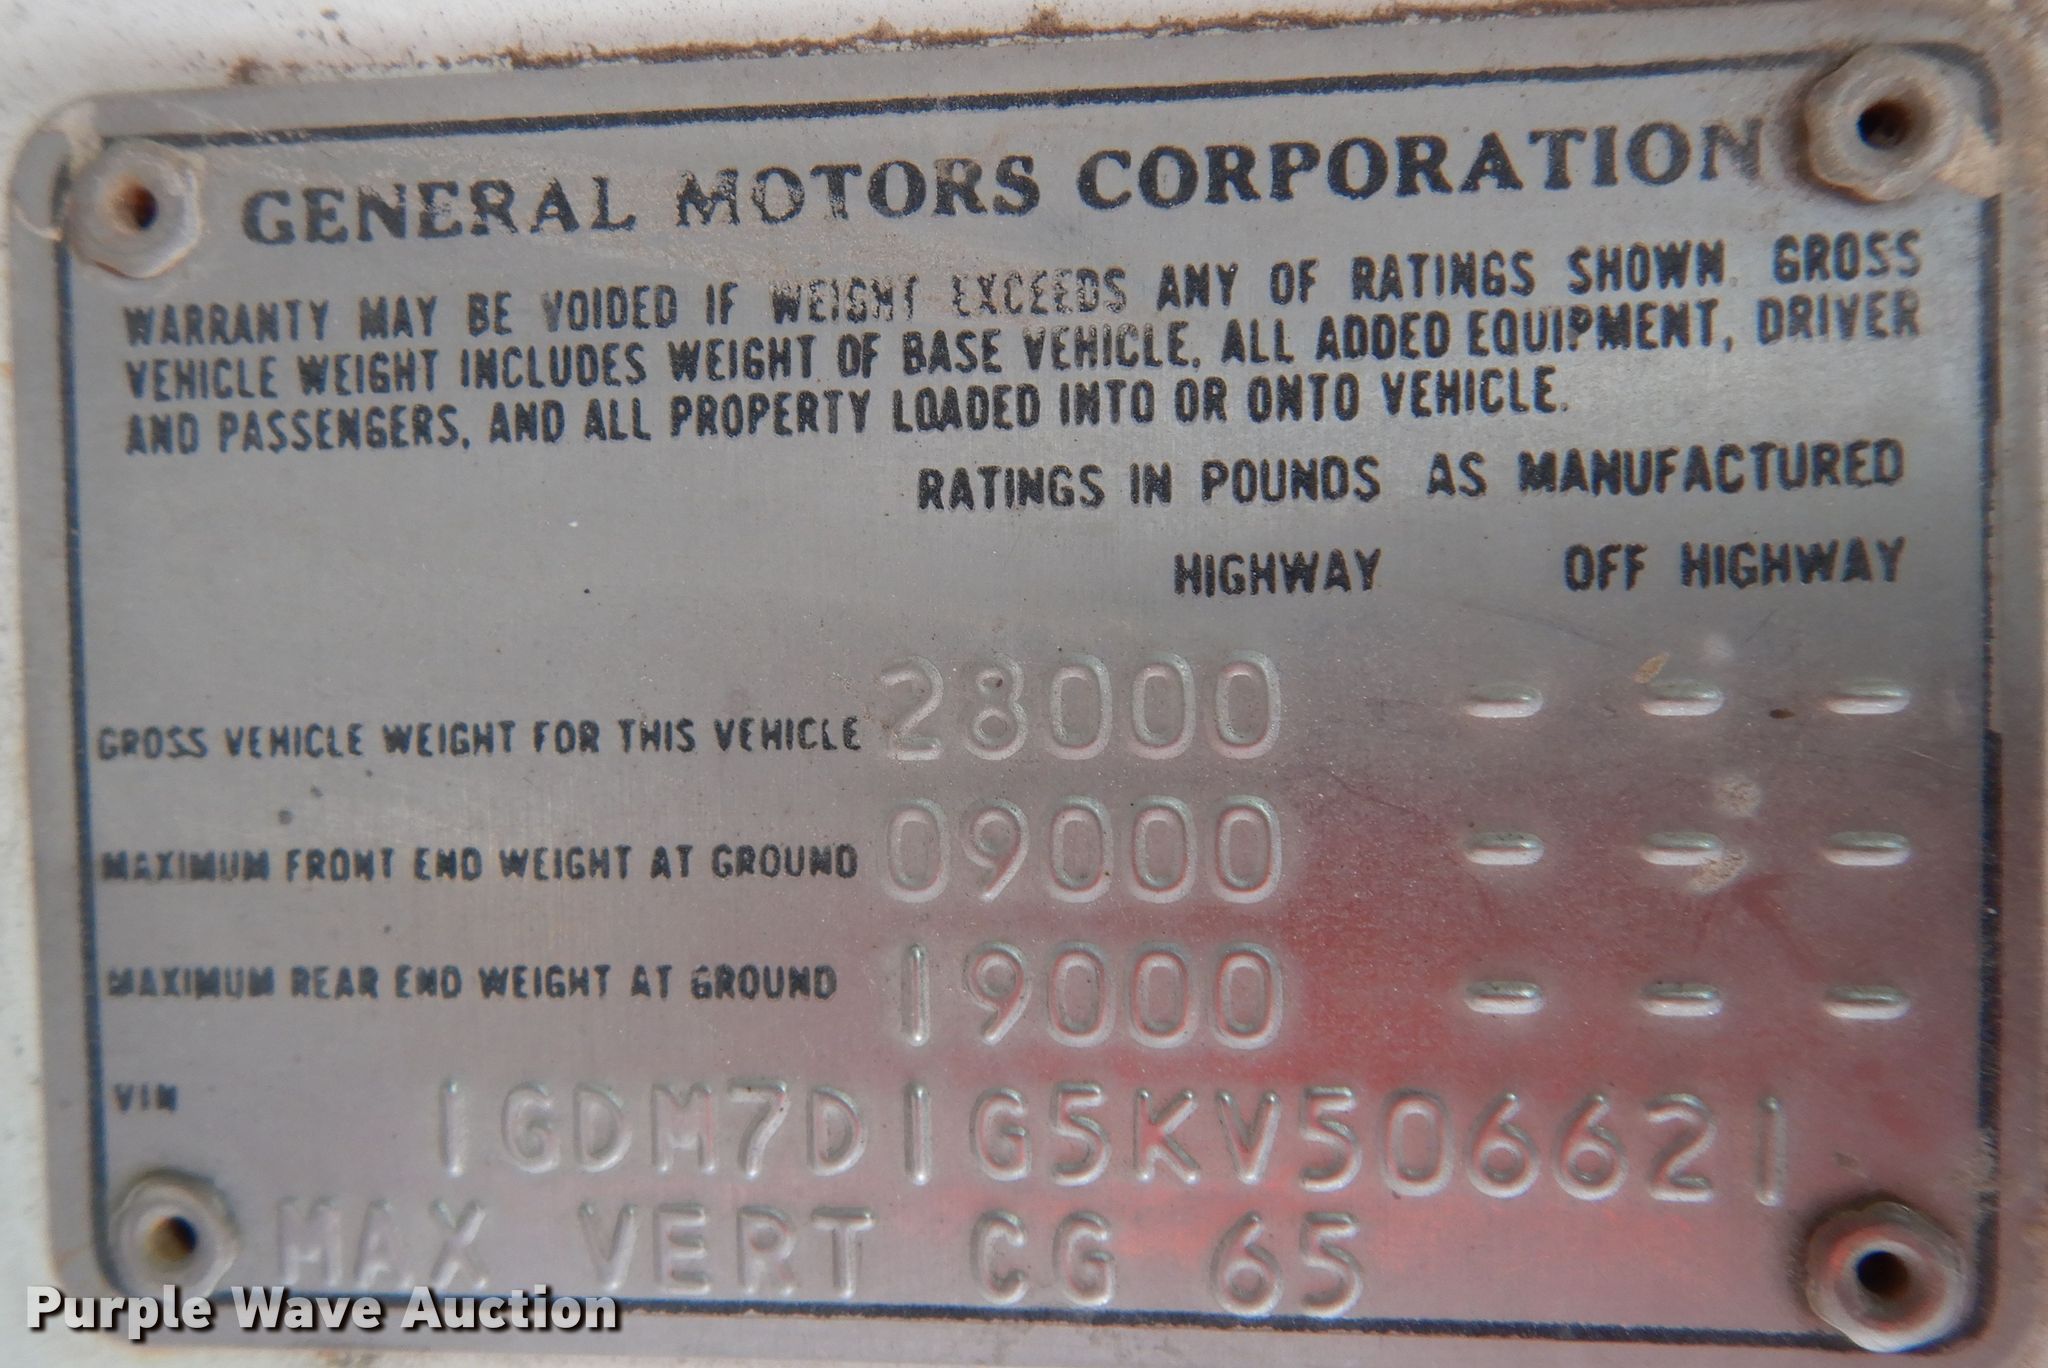 GENERAL MOTORS CORPORATION
WARRANTY MAY BE VOIDED IF WEIGHT EXCEEDS ANY OF RATINGS SHOWN. GROSS
VEHICLE WEIGHT INCLUDES WEIGHT OF BASE VEHICLE, ALL ADDED EQUIPMENT, DRIVER
AND PASSENGERS, AND ALL PROPERTY LOADED INTO OR ONTO VEHICLE.
RATINGS IN POUNDS AS MANUFACTURED
HIGHWAY OFF HIGHWAY
GROSS VEHICLE WEIGHT FOR THIS VEHICLE 28000 - - -
MAXIMUM FRONT END WEIGHT AT GROUND 09000 - - -
MAXIMUM REAR END WEIGHT AT GROUND 19000 - - -
VIN 1GDM7D1G5KV506621
MAX VERT CG 65
Purple Wave Auction